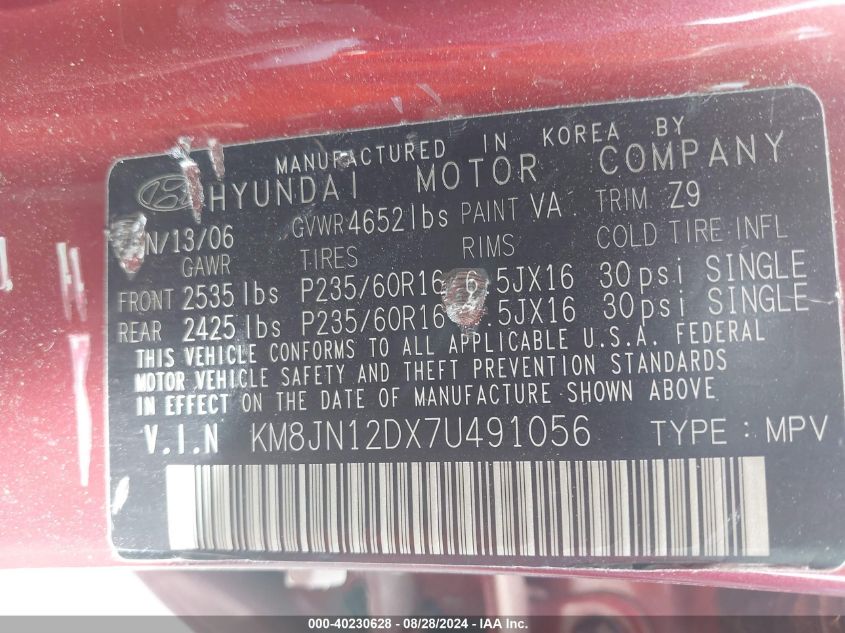 MANUFACTURED IN KOREA BY
HYUNDAI MOTOR COMPANY
N/13/06 GVWR 4652 lbs PAINT VA TRIM Z9
GAWR TIRES RIMS COLD TIRE INFL
FRONT 2535 lbs P235/60R16 6.5JX16 30psi SINGLE
REAR 2425 lbs P235/60R16 .5JX16 30psi SINGLE
THIS VEHICLE CONFORMS TO ALL APPLICABLE U.S.A. FEDERAL
MOTOR VEHICLE SAFETY AND THEFT PREVENTION STANDARDS
IN EFFECT ON THE DATE OF MANUFACTURE SHOWN ABOVE
V.I.N KM8JN12DX7U491056 TYPE : MPV
000-40230628 - 08/28/2024 - IAA Inc.